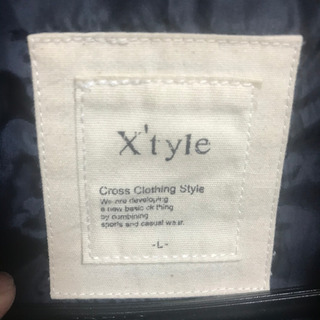 X'tyle
Cross Clothing Style
We are developing
a new basic clothing
by combining
sports and casual wear.
-L-